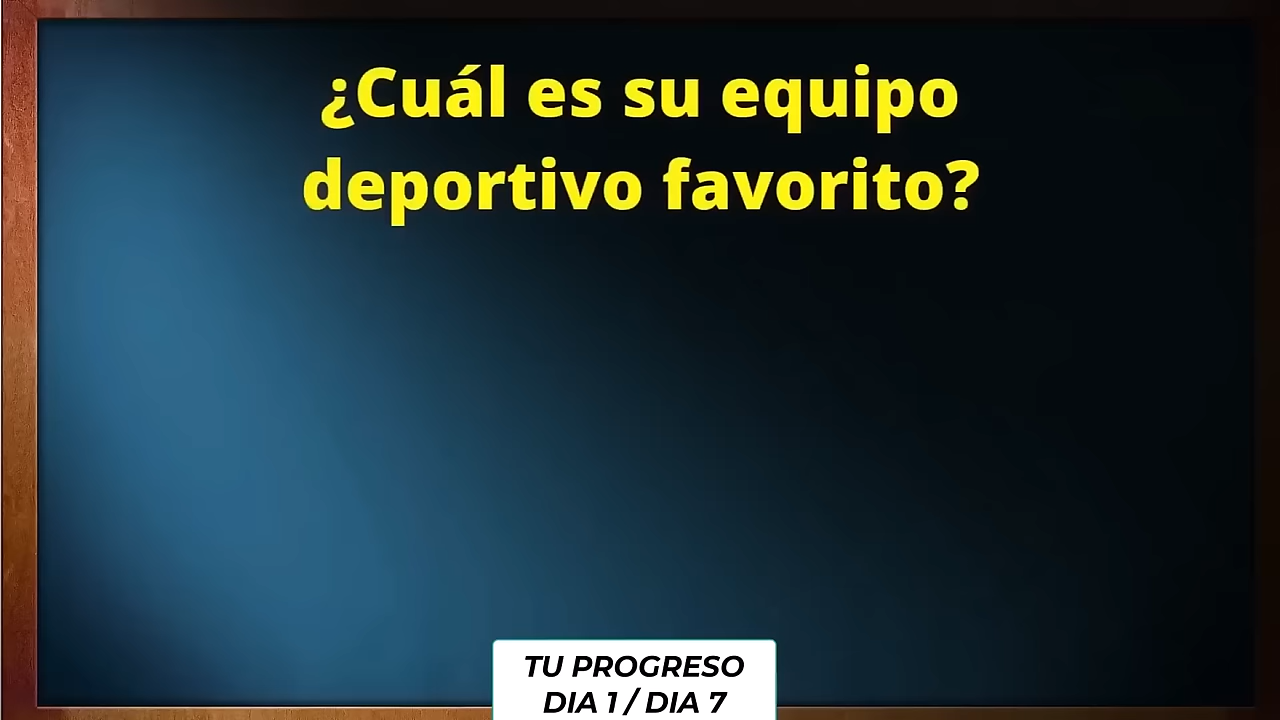 ¿Cuál es su equipo
deportivo favorito?
TU PROGRESO
DIA 1 / DIA 7